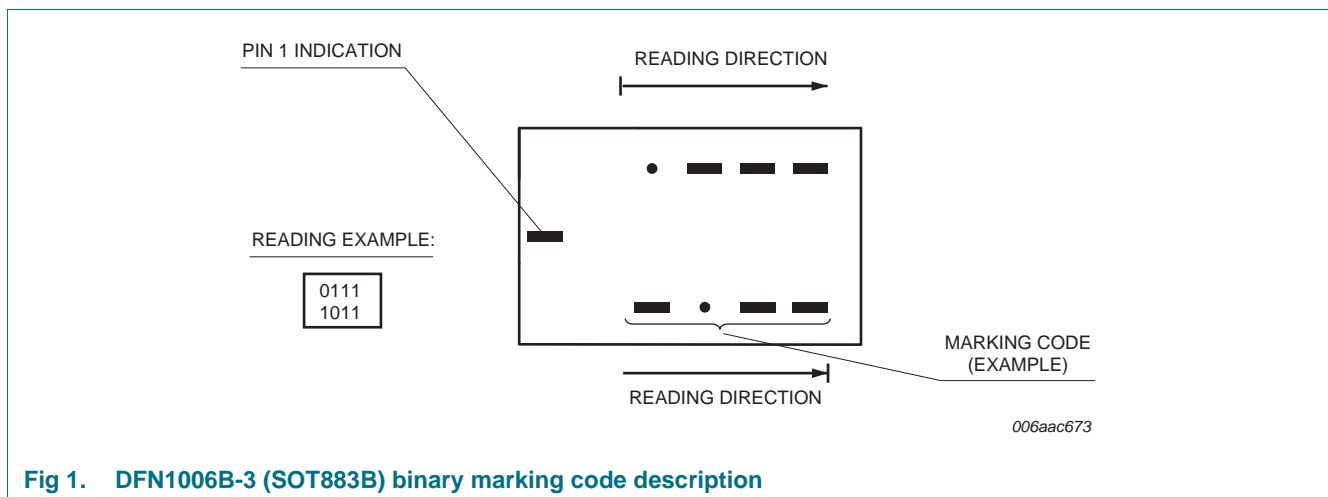 PIN 1 INDICATION
READING DIRECTION
READING EXAMPLE:
0111
1011
MARKING CODE
(EXAMPLE)
READING DIRECTION
006aac673
Fig 1. DFN1006B-3 (SOT883B) binary marking code description